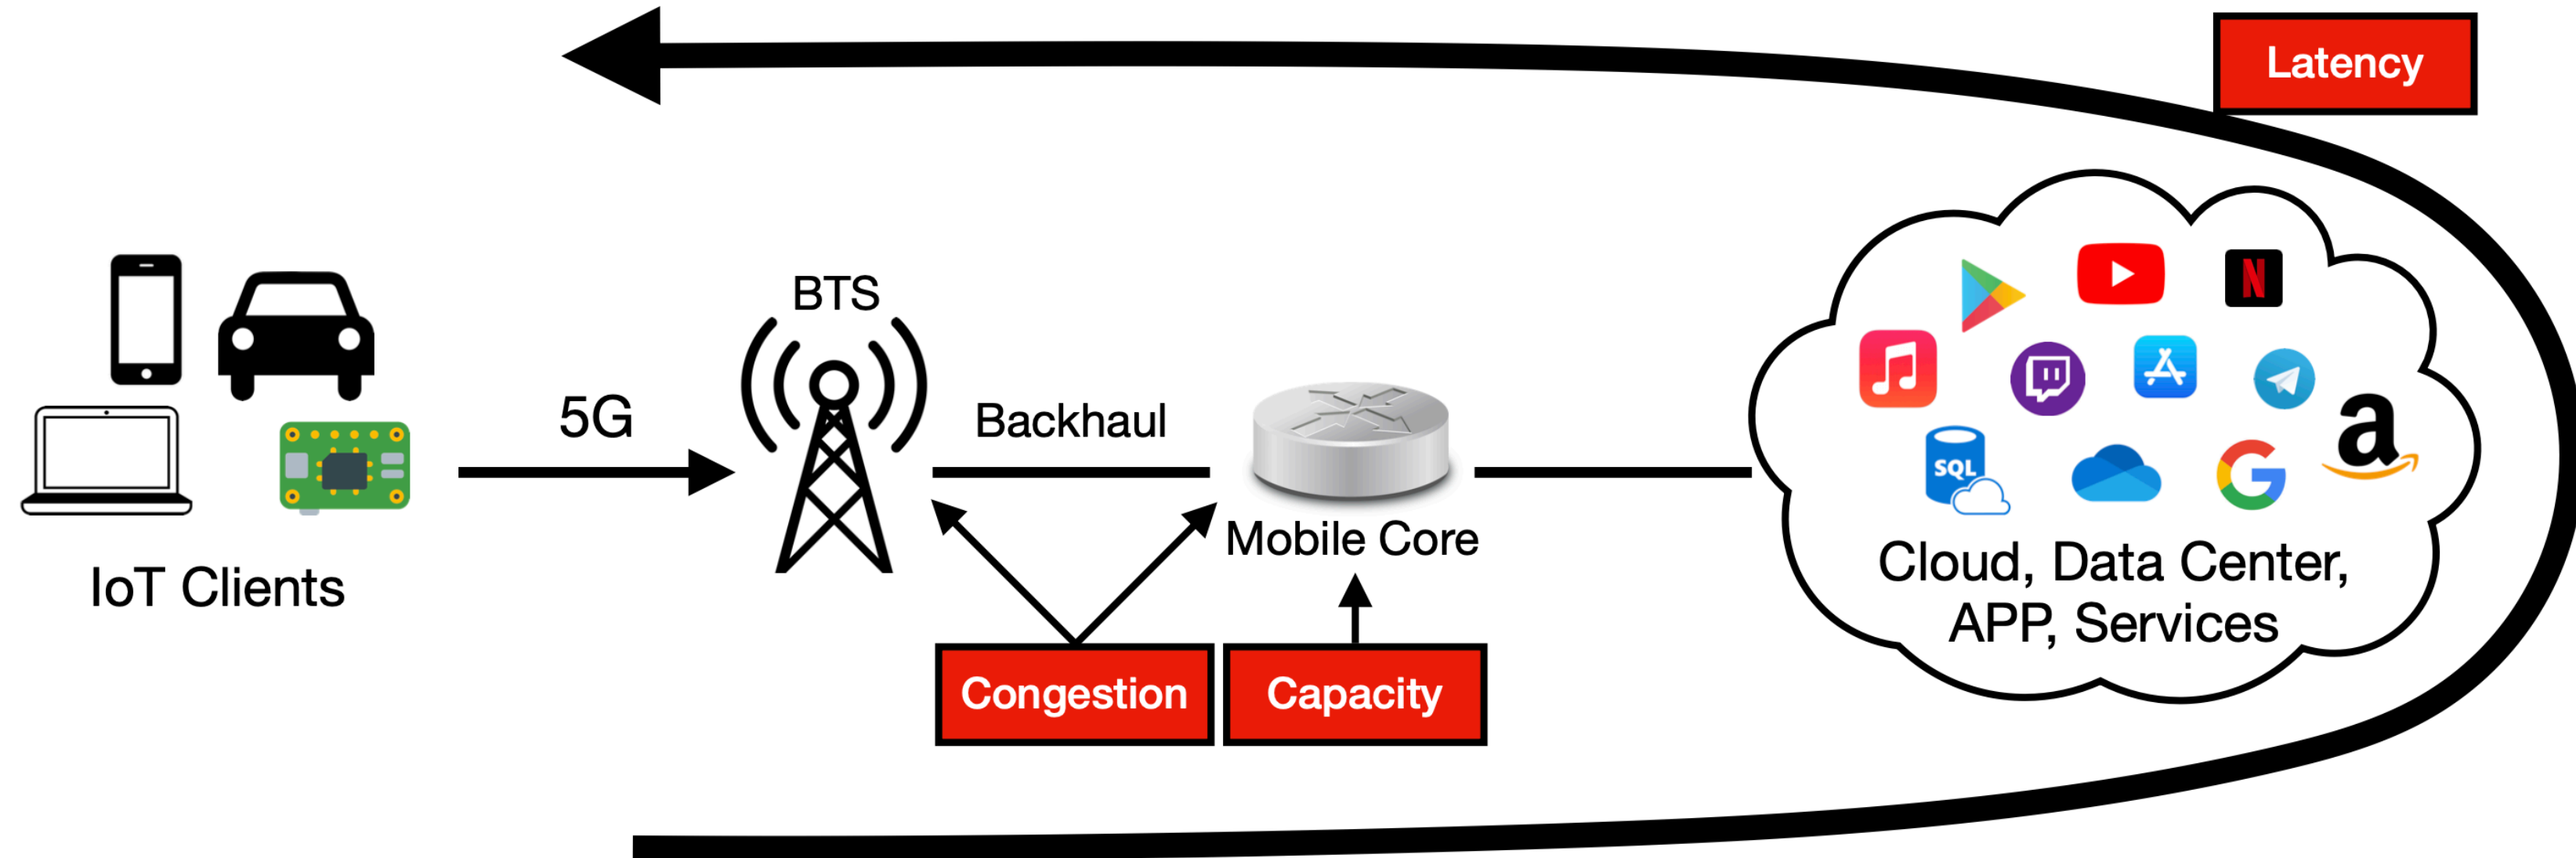 Latency
BTS
5G
Backhaul
Mobile Core
IoT Clients
N
SQL
a
G
Cloud, Data Center,
APP, Services
Congestion
Capacity